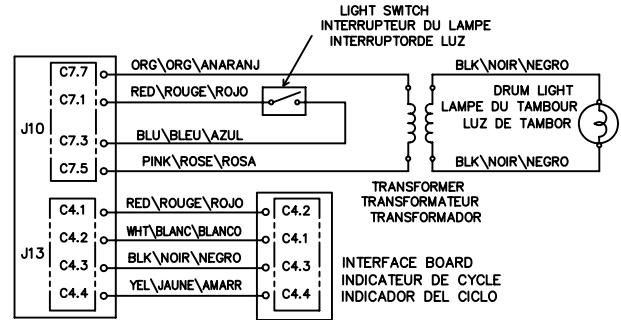 LIGHT SWITCH
INTERRUPTEUR DU LAMPE
INTERRUPTORDE LUZ
J10
C7.7
ORG\ORG\ANARANJ
C7.1
RED\ROUGE\ROJO
C7.3
BLU\BLEU\AZUL
C7.5
PINK\ROSE\ROSA
BLK\NOIR\NEGRO
DRUM LIGHT
LAMPE DU TAMBOUR
LUZ DE TAMBOR
BLK\NOIR\NEGRO
TRANSFORMER
TRANSFORMATEUR
TRANSFORMADOR
J13
C4.1
RED\ROUGE\ROJO
C4.2
C4.2
WHT\BLANC\BLANCO
C4.1
C4.3
BLK\NOIR\NEGRO
C4.3
C4.4
YEL\JAUNE\AMARR
C4.4
INTERFACE BOARD
INDICATEUR DE CYCLE
INDICADOR DEL CICLO